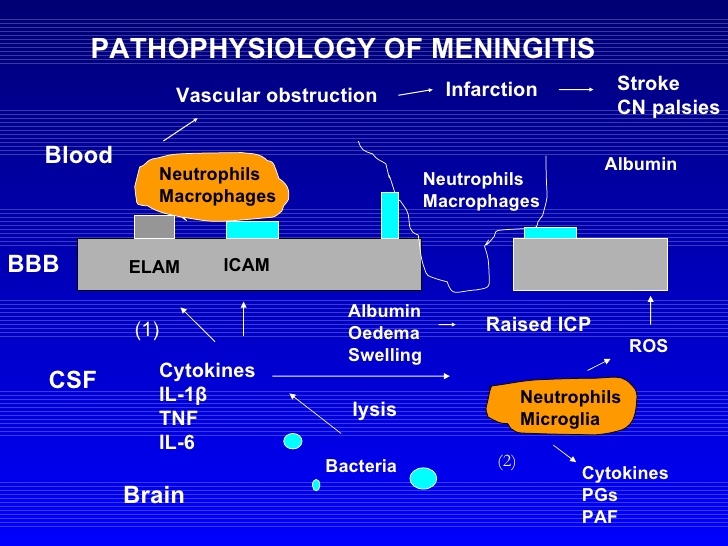 PATHOPHYSIOLOGY OF MENINGITIS
Vascular obstruction
Infarction
Stroke
CN palsies
Blood
Neutrophils
Macrophages
Neutrophils
Macrophages
Albumin
BBB
ELAM
ICAM
(1)
Albumin
Oedema
Swelling
Raised ICP
ROS
CSF
Cytokines
IL-1β
TNF
IL-6
lysis
Neutrophils
Microglia
Bacteria
(2)
Cytokines
PGs
PAF
Brain